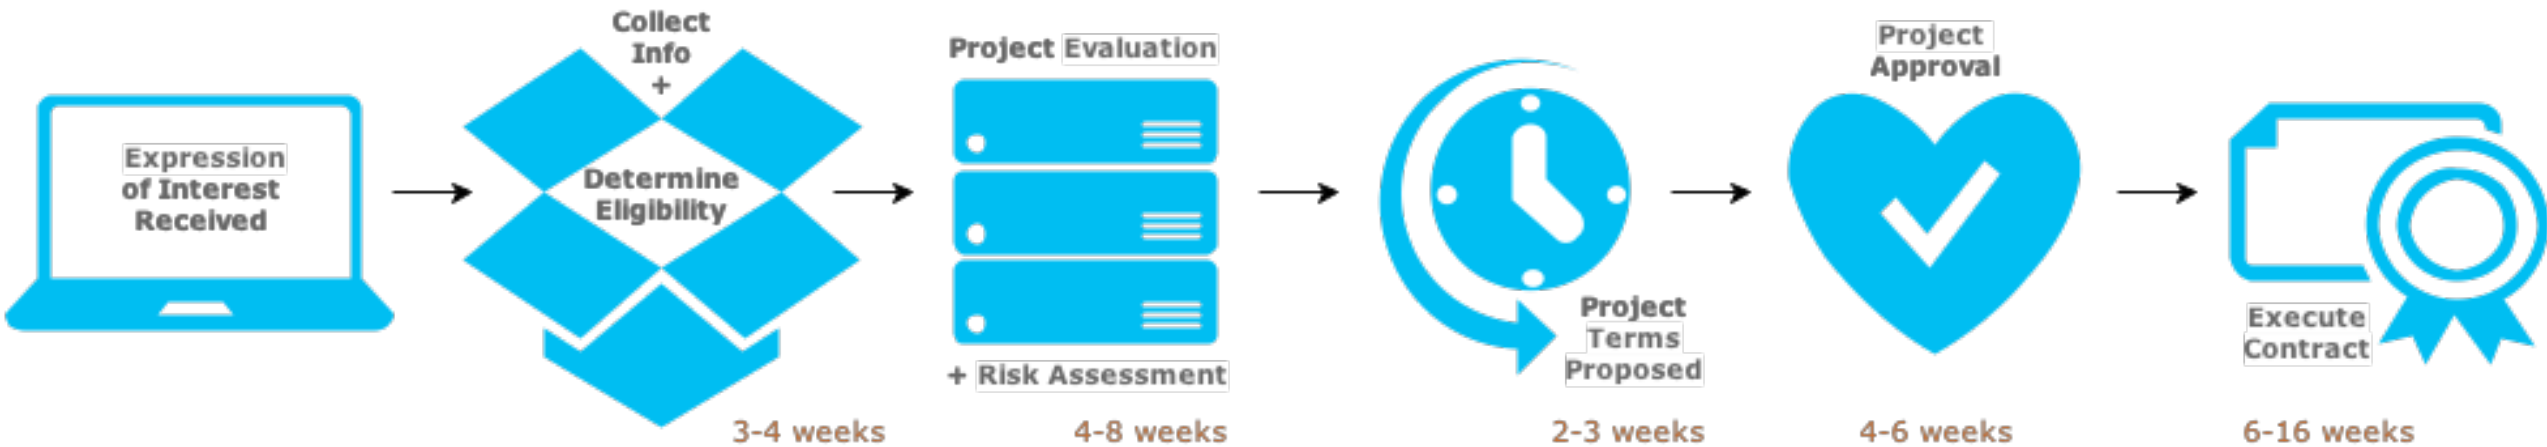 Expression
of Interest
Received
Collect
Info
+
Determine
Eligibility
3-4 weeks
Project Evaluation
+ Risk Assessment
4-8 weeks
Project
Terms
Proposed
2-3 weeks
Project
Approval
4-6 weeks
Execute
Contract
6-16 weeks